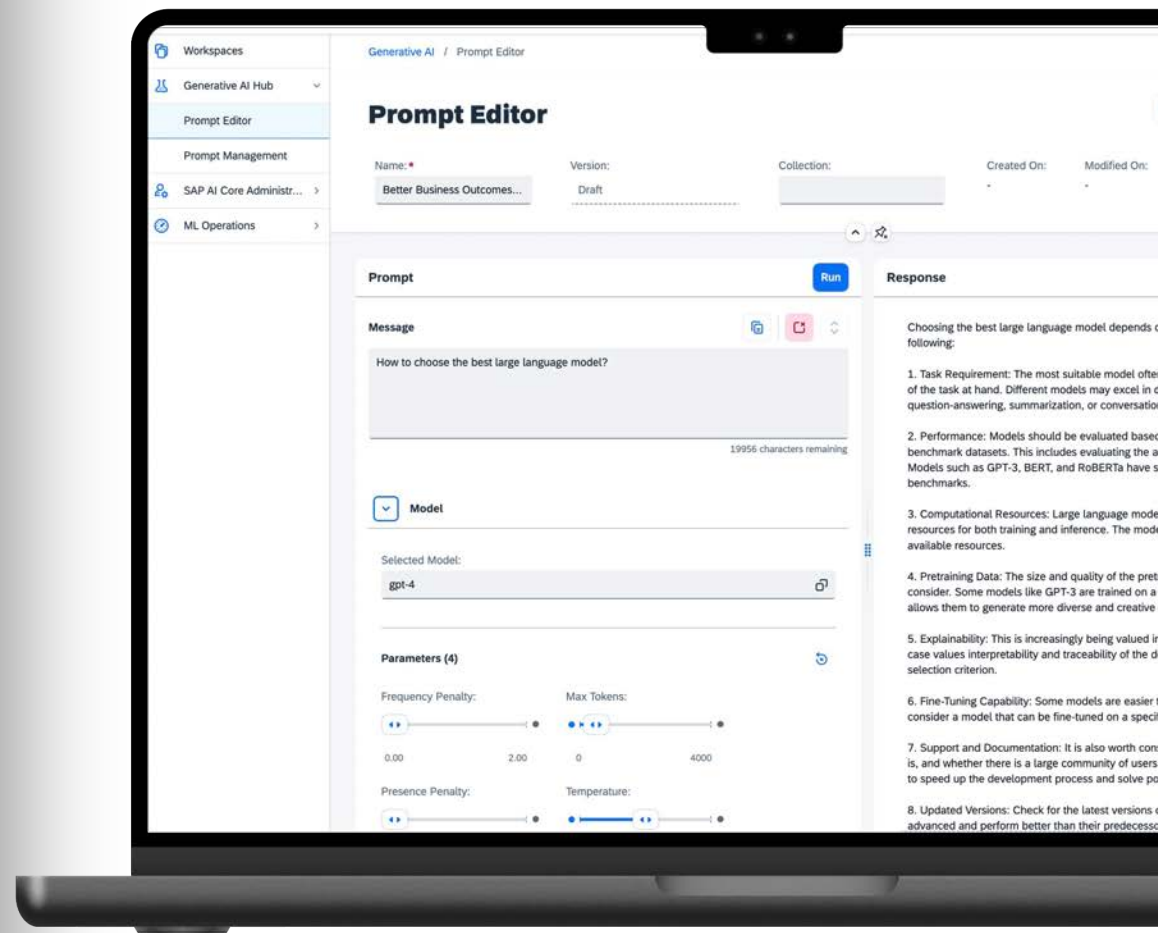 Workspaces
Generative AI Hub
Prompt Editor
Prompt Management
SAP AI Core Administr...
ML Operations
Generative AI / Prompt Editor
Prompt Editor
Name:*
Better Business Outcomes...
Version:
Draft
Collection:
Created On:
-
Modified On:
-
Prompt
Run
Message
How to choose the best large language model?
19956 characters remaining
Model
Selected Model:
gpt-4
Parameters (4)
Frequency Penalty:
0.00 2.00
Max Tokens:
0 4000
Presence Penalty:
Temperature:
Response
Choosing the best large language model depends
following:
1. Task Requirement: The most suitable model
of the task at hand. Different models may excel in
question-answering, summarization, or
2. Performance: Models should be evaluated
benchmark datasets. This includes evaluating the
Models such as GPT-3, BERT, and RoBERTa have
benchmarks.
3. Computational Resources: Large language
resources for both training and inference. The
available resources.
4. Pretraining Data: The size and quality of the
consider. Some models like GPT-3 are trained on a
allows them to generate more diverse and creative
5. Explainability: This is increasingly being valued
case values interpretability and traceability of the
selection criterion.
6. Fine-Tuning Capability: Some models are easier
consider a model that can be fine-tuned on a
7. Support and Documentation: It is also worth
is, and whether there is a large community of users
to speed up the development process and solve
8. Updated Versions: Check for the latest versions
advanced and perform better than their